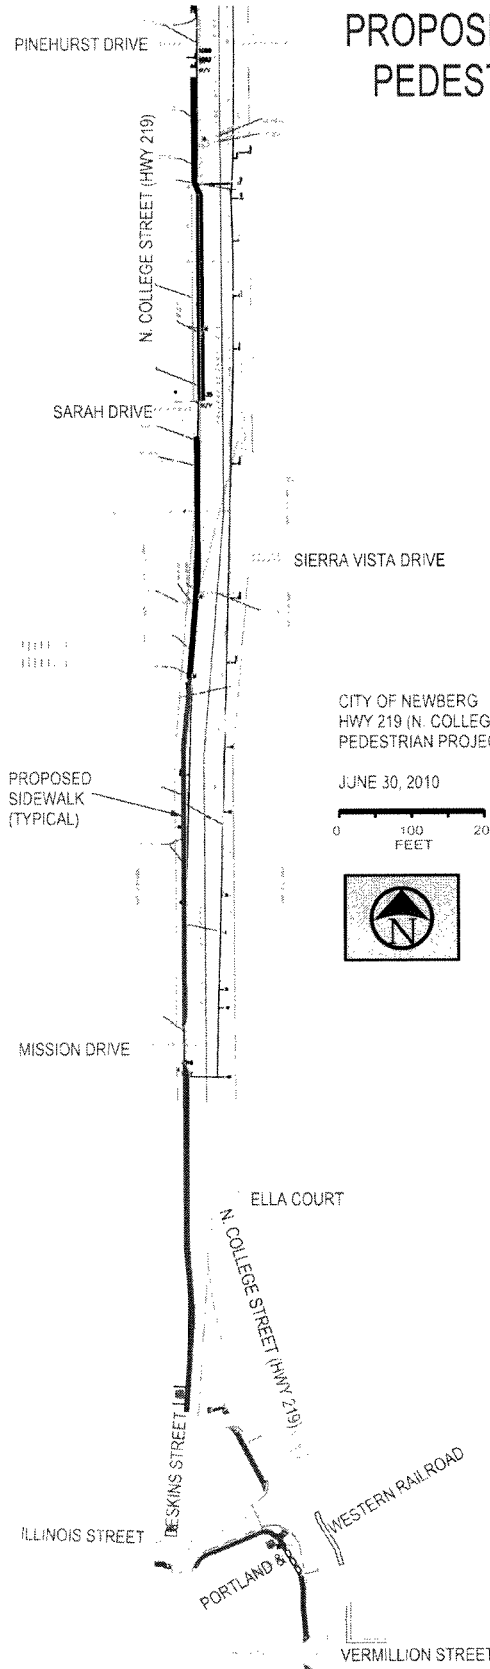 PROPOS
PEDEST
PINEHURST DRIVE
N. COLLEGE STREET (HWY 219)
SARAH DRIVE
SIERRA VISTA DRIVE
CITY OF NEWBERG
HWY 219 (N. COLLEG
PEDESTRIAN PROJE
JUNE 30, 2010
0 100 20
FEET
PROPOSED
SIDEWALK
(TYPICAL)
N
MISSION DRIVE
ELLA COURT
N. COLLEGE STREET (HWY 219)
DESKINS STREET
ILLINOIS STREET
PORTLAND & WESTERN RAILROAD
VERMILLION STREET